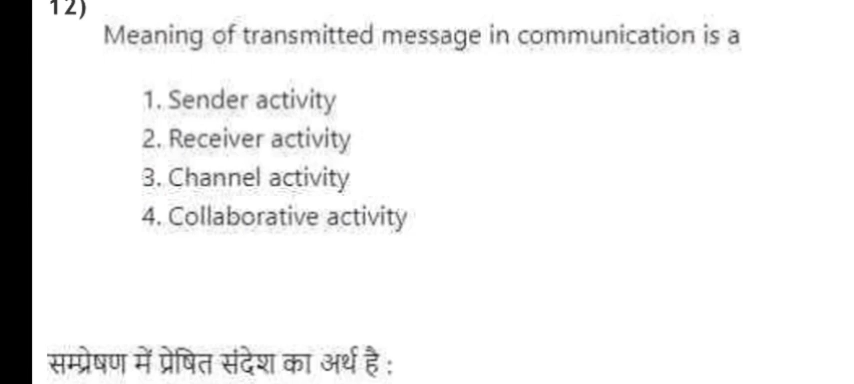 12)
Meaning of transmitted message in communication is a
1. Sender activity
2. Receiver activity
3. Channel activity
4. Collaborative activity
सम्प्रेषण में प्रेषित संदेश का अर्थ है :